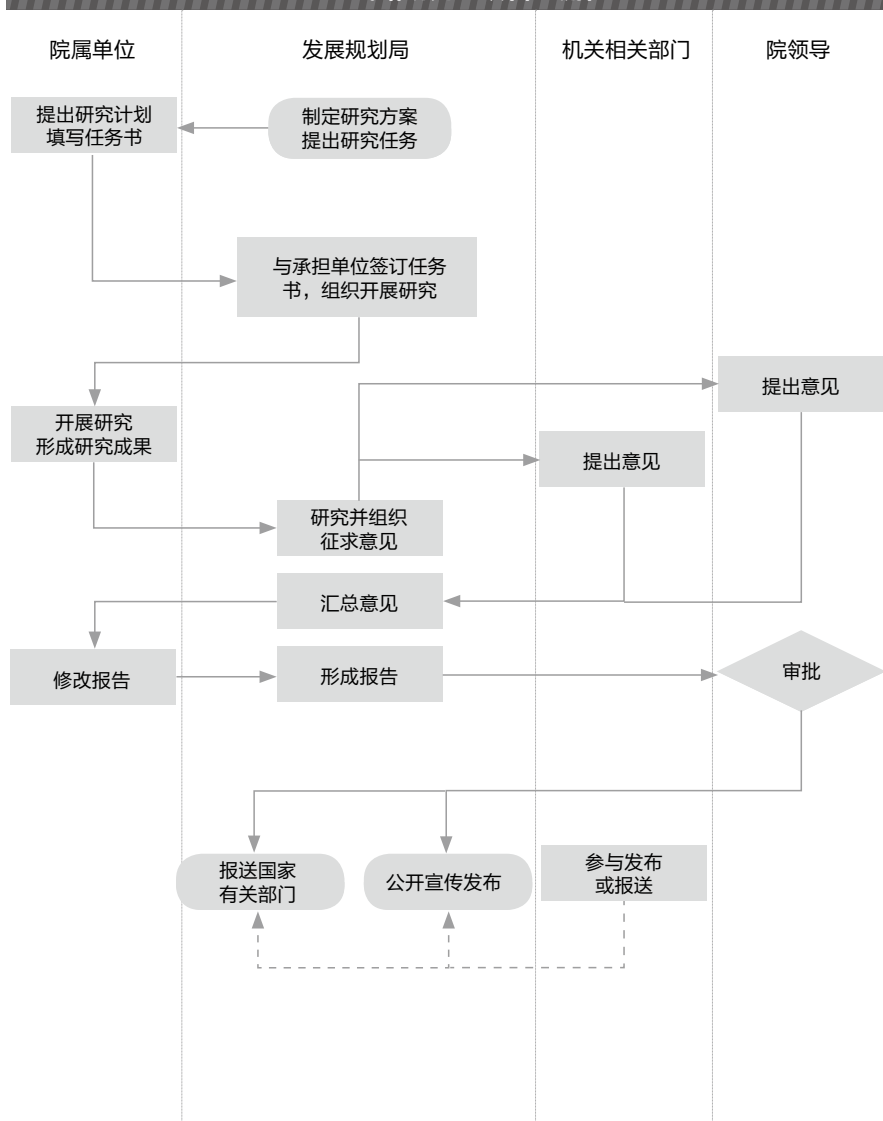 院属单位
发展规划局
机关相关部门
院领导
提出研究计划
填写任务书
制定研究方案
提出研究任务
与承担单位签订任务
书，组织开展研究
提出意见
开展研究
形成研究成果
提出意见
研究并组织
征求意见
汇总意见
修改报告
形成报告
审批
报送国家
有关部门
公开宣传发布
参与发布
或报送